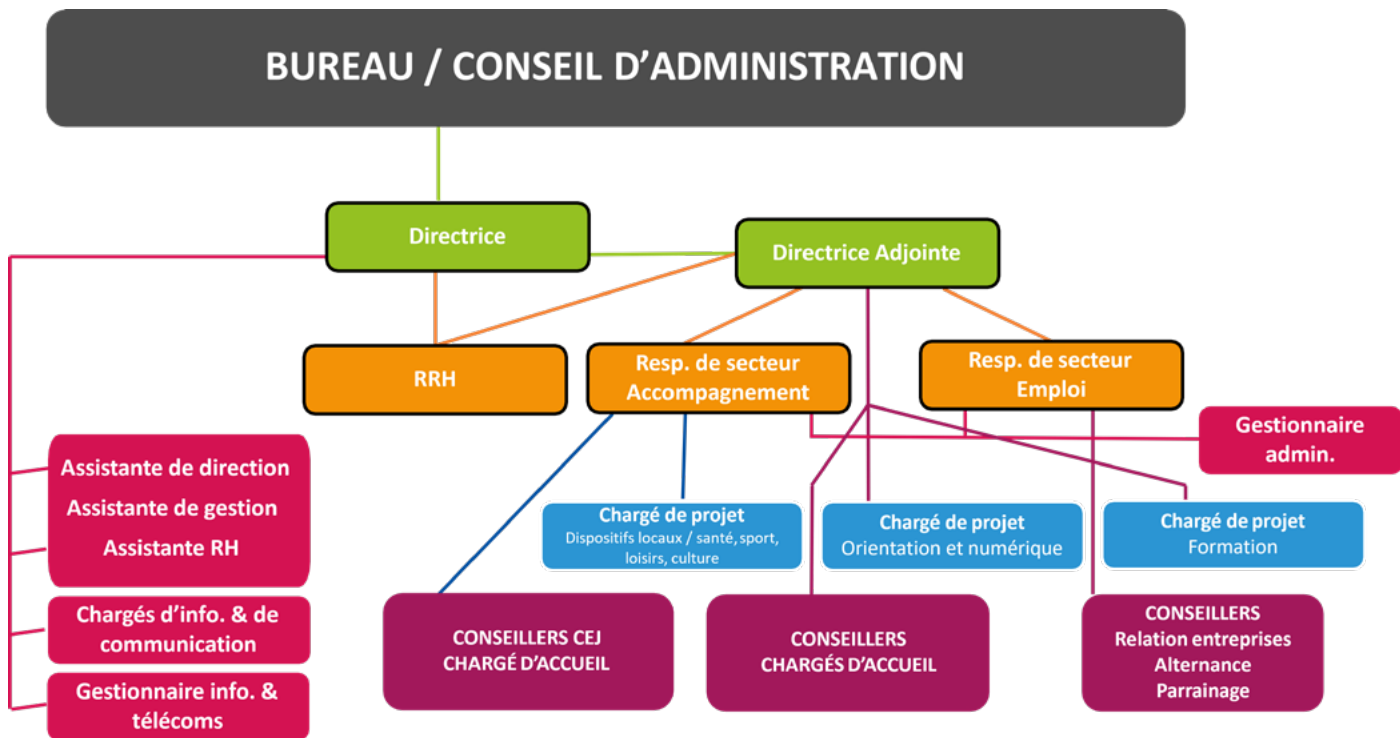 BUREAU / CONSEIL D’ADMINISTRATION
Directrice
Directrice Adjointe
RRH
Resp. de secteur
Accompagnement
Resp. de secteur
Emploi
Gestionnaire
admin.
Assistante de direction
Assistante de gestion
Assistante RH
Chargé de projet
Dispositifs locaux / santé, sport,
loisirs, culture
Chargé de projet
Orientation et numérique
Chargé de projet
Formation
Chargés d’info. & de
communication
Gestionnaire info. &
télécoms
CONSEILLERS CEJ
CHARGÉ D’ACCUEIL
CONSEILLERS
CHARGÉS D’ACCUEIL
CONSEILLERS
Relation entreprises
Alternance
Parrainage